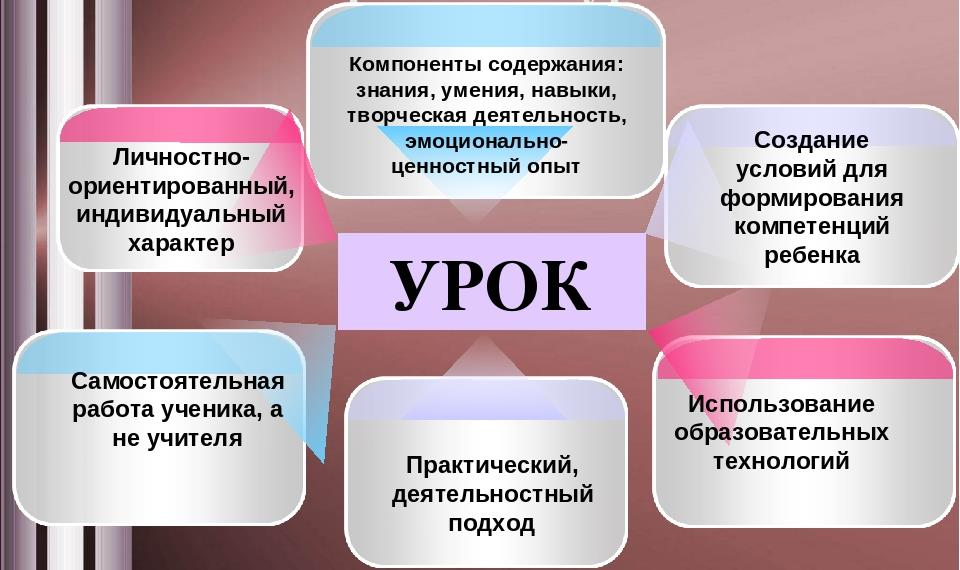 Компоненты содержания:
знания, умения, навыки,
творческая деятельность,
эмоционально-
ценностный опыт
Личностно-
ориентированный,
индивидуальный
характер
Создание
условий для
формирования
компетенций
ребенка
УРОК
Самостоятельная
работа ученика, а
не учителя
Практический,
деятельностный
подход
Использование
образовательных
технологий